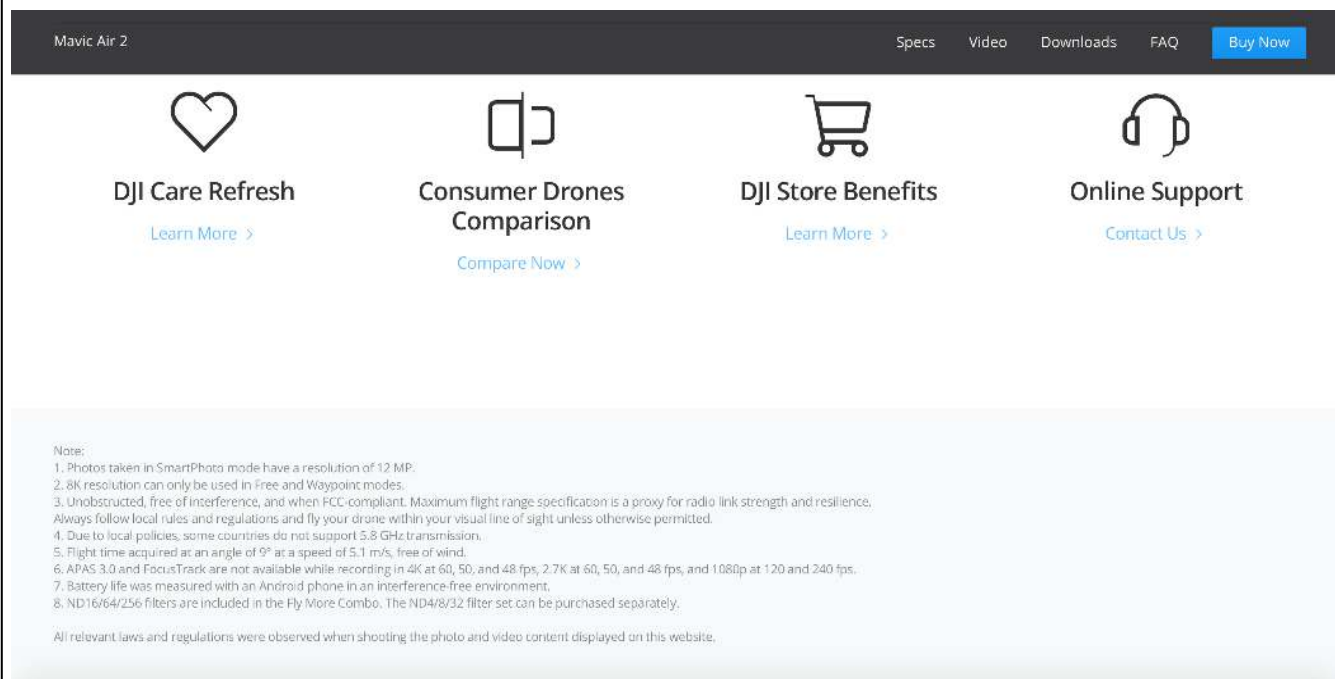 Mavic Air 2
Specs
Video
Downloads
FAQ
Buy Now
DJI Care Refresh
Learn More >
Consumer Drones
Comparison
Compare Now >
DJI Store Benefits
Learn More >
Online Support
Contact Us >
Note:
1. Photos taken in SmartPhoto mode have a resolution of 12 MP.
2. 8K resolution can only be used in Free and Waypoint modes.
3. Unobstructed, free of interference, and when FCC-compliant. Maximum flight range specification is a proxy for radio link strength and resilience.
Always follow local rules and regulations and fly your drone within your visual line of sight unless otherwise permitted.
4. Due to local policies, some countries do not support 5.8 GHz transmission.
5. Flight time acquired at an angle of 9° at a speed of 5.1 m/s, free of wind.
6. APAS 3.0 and FocusTrack are not available while recording in 4K at 60, 50, and 48 fps, 2.7K at 60, 50, and 48 fps, and 1080p at 120 and 240 fps.
7. Battery life was measured with an Android phone in an interference-free environment.
8. ND16/64/256 filters are included in the Fly More Combo. The ND4/8/32 filter set can be purchased separately.
All relevant laws and regulations were observed when shooting the photo and video content displayed on this website.